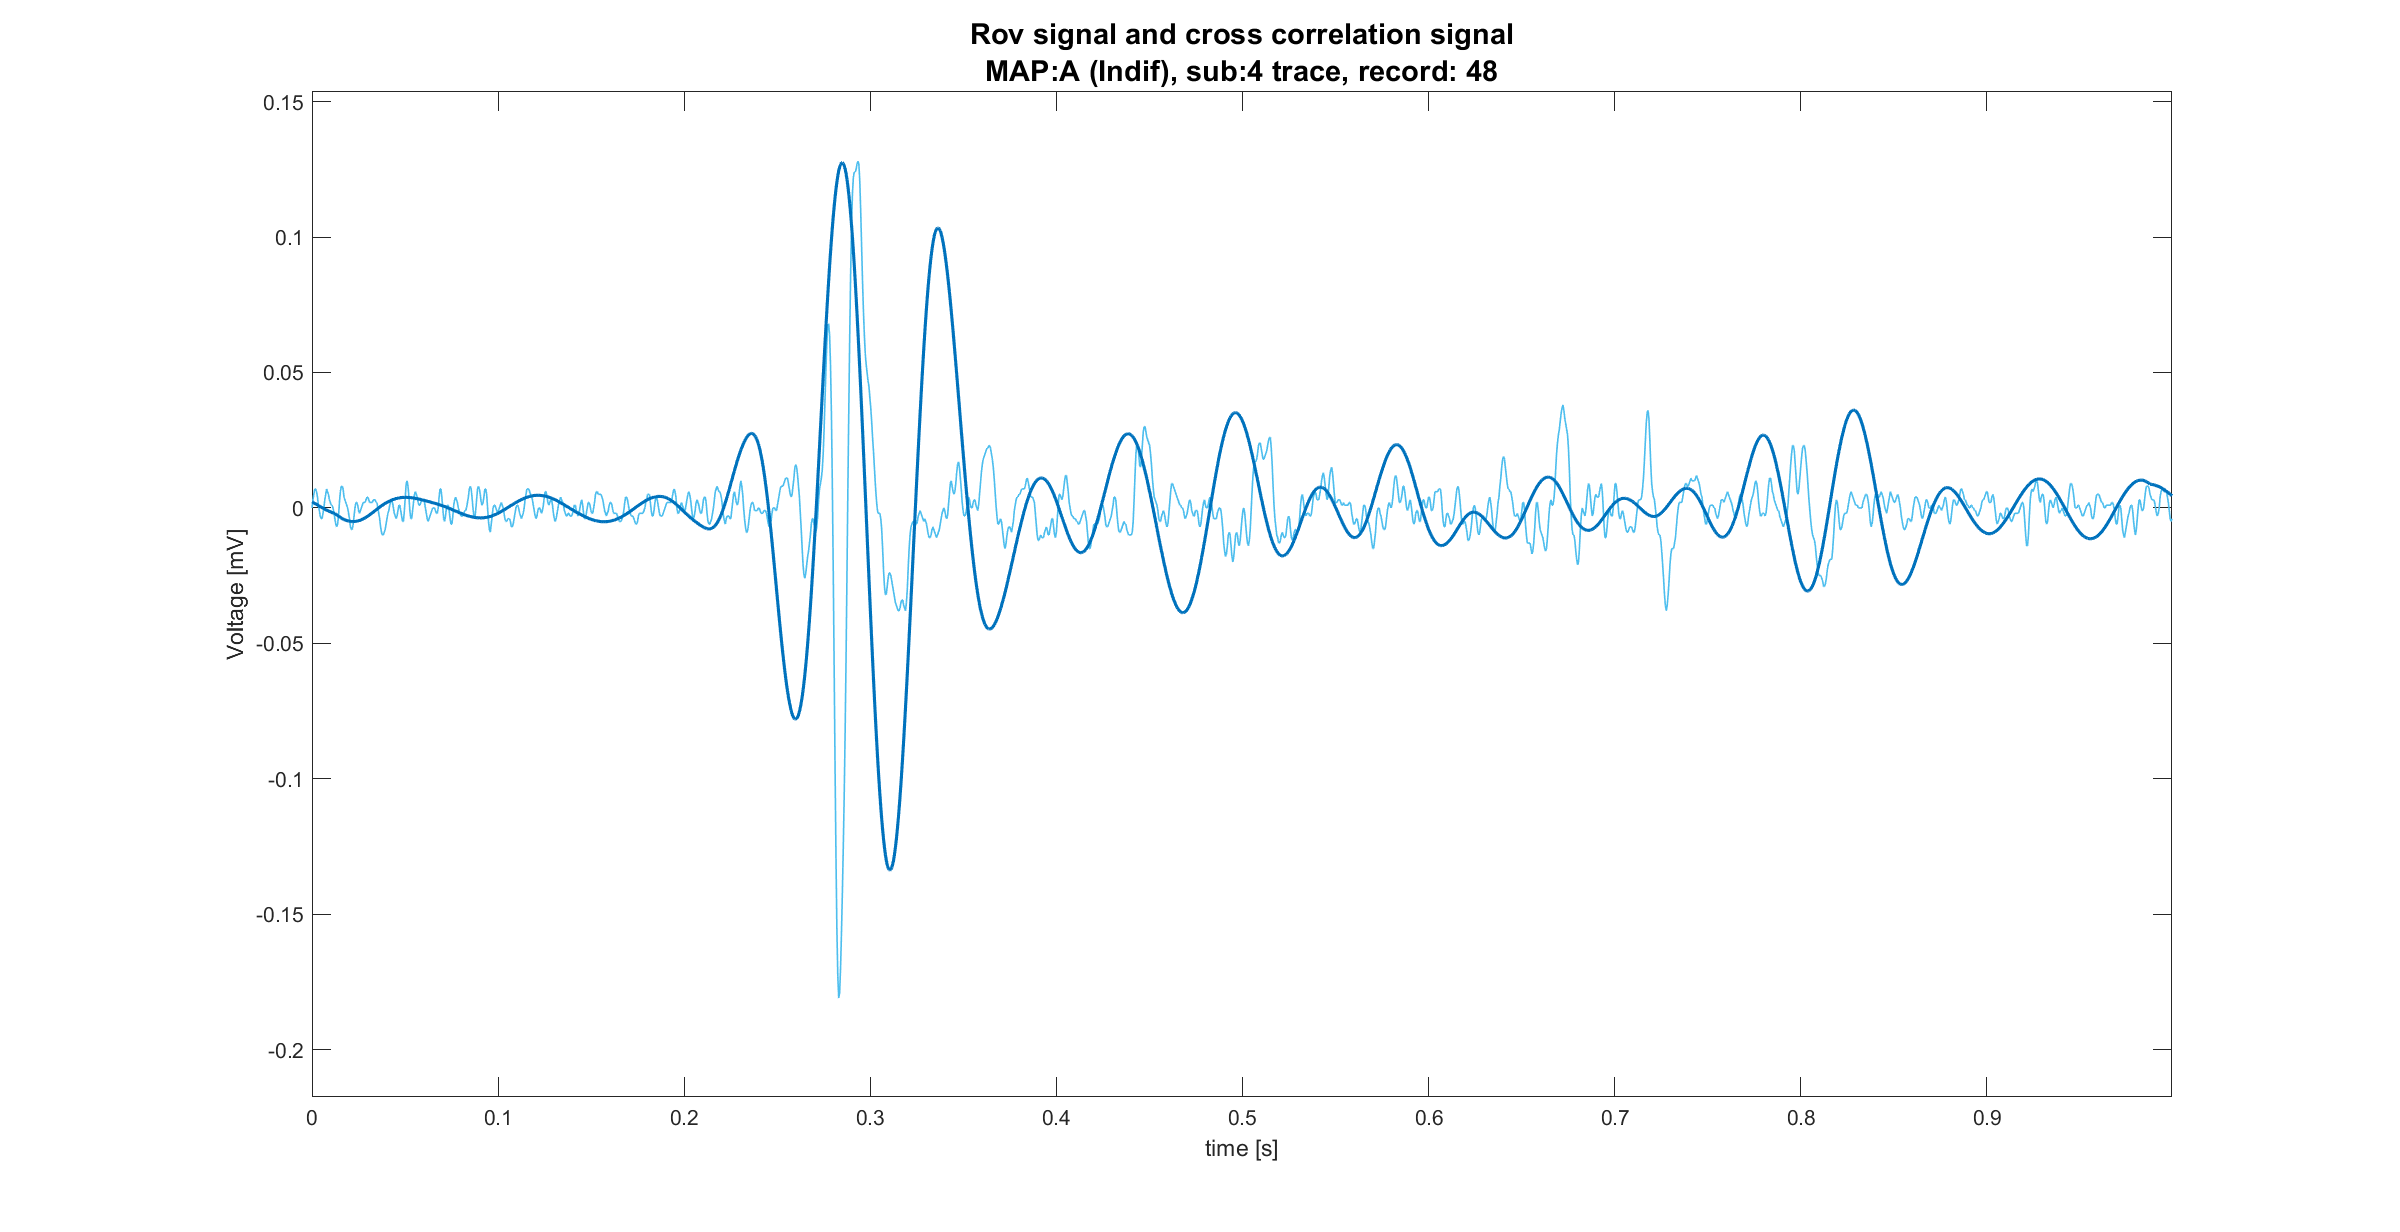 Rov signal and cross correlation signal
MAP:A (Indif), sub:4 trace, record: 48
0.15
0.1
0.05
0
-0.05
-0.1
-0.15
-0.2
Voltage [mV]
0 0.1 0.2 0.3 0.4 0.5 0.6 0.7 0.8 0.9
time [s]